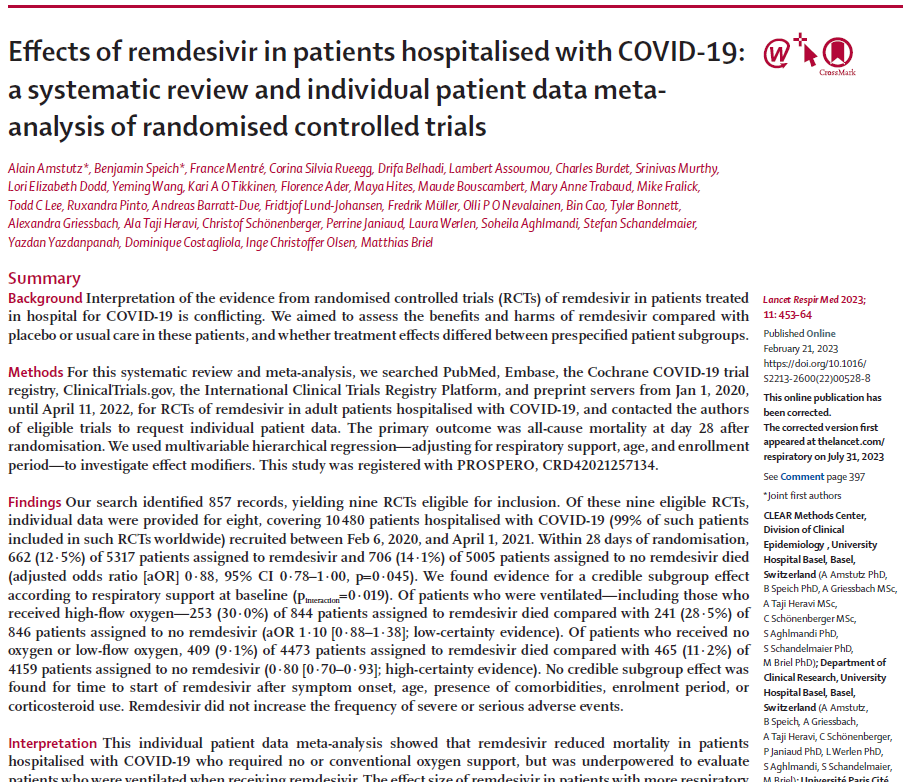 Effects of remdesivir in patients hospitalised with COVID-19:
a systematic review and individual patient data meta-
analysis of randomised controlled trials
W
CrossMark
Alain Amstutz*, Benjamin Speich*, France Mentré, Corina Silvia Rueegg, Drifa Belhadi, Lambert Assoumou, Charles Burdet, Srinivas Murthy,
Lori Elizabeth Dodd, Yeming Wang, Kari A O Tikkinen, Florence Ader, Maya Hites, Maude Bouscambert, Mary Anne Trabaud, Mike Fralick,
Todd C Lee, Ruxandra Pinto, Andreas Barratt-Due, Fridtjof Lund-Johansen, Fredrik Müller, Olli P O Nevalainen, Bin Cao, Tyler Bonnett,
Alexandra Griessbach, Ala Taji Heravi, Christof Schönenberger, Perrine Janiaud, Laura Werlen, Soheila Aghlmandi, Stefan Schandelmaier,
Yazdan Yazdanpanah, Dominique Costagliola, Inge Christoffer Olsen, Matthias Briel
Summary
Background Interpretation of the evidence from randomised controlled trials (RCTs) of remdesivir in patients treated
in hospital for COVID-19 is conflicting. We aimed to assess the benefits and harms of remdesivir compared with
placebo or usual care in these patients, and whether treatment effects differed between prespecified patient subgroups.
Methods For this systematic review and meta-analysis, we searched PubMed, Embase, the Cochrane COVID-19 trial
registry, ClinicalTrials.gov, the International Clinical Trials Registry Platform, and preprint servers from Jan 1, 2020,
until April 11, 2022, for RCTs of remdesivir in adult patients hospitalised with COVID-19, and contacted the authors
of eligible trials to request individual patient data. The primary outcome was all-cause mortality at day 28 after
randomisation. We used multivariable hierarchical regression—adjusting for respiratory support, age, and enrollment
period—to investigate effect modifiers. This study was registered with PROSPERO, CRD42021257134.
Findings Our search identified 857 records, yielding nine RCTs eligible for inclusion. Of these nine eligible RCTs,
individual data were provided for eight, covering 10 480 patients hospitalised with COVID-19 (99% of such patients
included in such RCTs worldwide) recruited between Feb 6, 2020, and April 1, 2021. Within 28 days of randomisation,
662 (12·5%) of 5317 patients assigned to remdesivir and 706 (14·1%) of 5005 patients assigned to no remdesivir died
(adjusted odds ratio [aOR] 0·88, 95% CI 0·78–1·00, p=0·045). We found evidence for a credible subgroup effect
according to respiratory support at baseline (pinteraction=0·019). Of patients who were ventilated—including those who
received high-flow oxygen—253 (30·0%) of 844 patients assigned to remdesivir died compared with 241 (28·5%) of
846 patients assigned to no remdesivir (aOR 1·10 [0·88–1·38]; low-certainty evidence). Of patients who received no
oxygen or low-flow oxygen, 409 (9·1%) of 4473 patients assigned to remdesivir died compared with 465 (11·2%) of
4159 patients assigned to no remdesivir (0·80 [0·70–0·93]; high-certainty evidence). No credible subgroup effect was
found for time to start of remdesivir after symptom onset, age, presence of comorbidities, enrolment period, or
corticosteroid use. Remdesivir did not increase the frequency of severe or serious adverse events.
Interpretation This individual patient data meta-analysis showed that remdesivir reduced mortality in patients
hospitalised with COVID-19 who required no or conventional oxygen support, but was underpowered to evaluate
patients who were ventilated when receiving remdesivir. The effect size of remdesivir in patients with more respiratory
Lancet Respir Med 2023;
11: 453–64
Published Online
February 21, 2023
https://doi.org/10.1016/
S2213-2600(22)00528-8
This online publication has
been corrected.
The corrected version first
appeared at thelancet.com/
respiratory on July 31, 2023
See Comment page 397
*Joint first authors
CLEAR Methods Center,
Division of Clinical
Epidemiology , University
Hospital Basel, Basel,
Switzerland (A Amstutz PhD,
B Speich PhD, A Griessbach MSc,
A Taji Heravi MSc,
C Schönenberger MSc,
S Aghlmandi PhD,
S Schandelmaier PhD,
M Briel PhD); Department of
Clinical Research, University
Hospital Basel, Basel,
Switzerland (A Amstutz,
B Speich, A Griessbach,
A Taji Heravi, C Schönenberger,
P Janiaud PhD, L Werlen PhD,
S Aghlmandi, S Schandelmaier,
M Briel); Université Paris Cité,